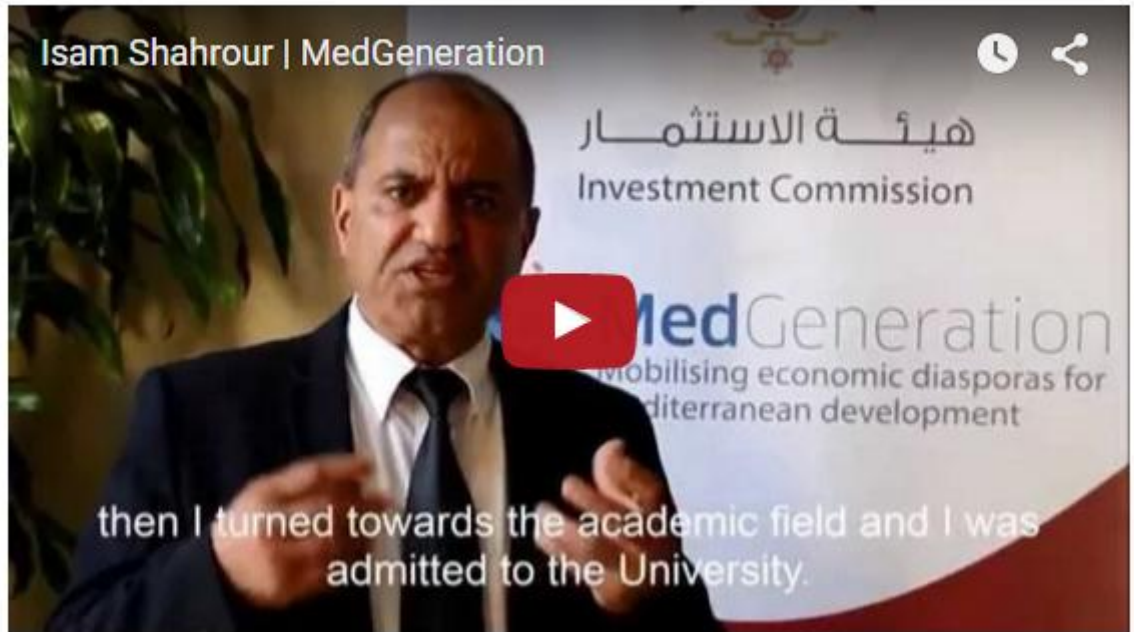 Isam Shahrour | MedGeneration
هيئة الاستثمار
Investment Commission
MedGeneration
Mobilising economic diasporas for
diterranean development
then I turned towards the academic field and I was
admitted to the University.